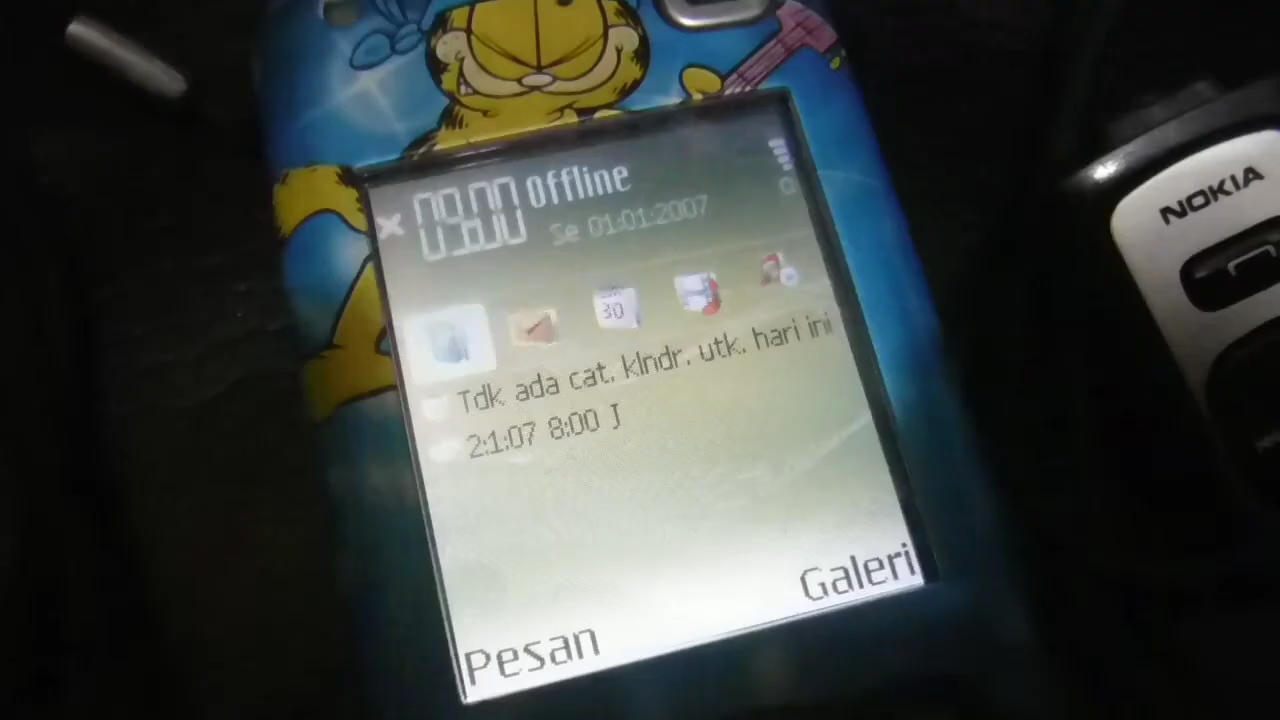 09:00 Offline
Se 01:01:2007
30
Tdk ada cat. klndr. utk. hari ini
2:1:07 8:00 J
Galeri
Pesan
NOKIA